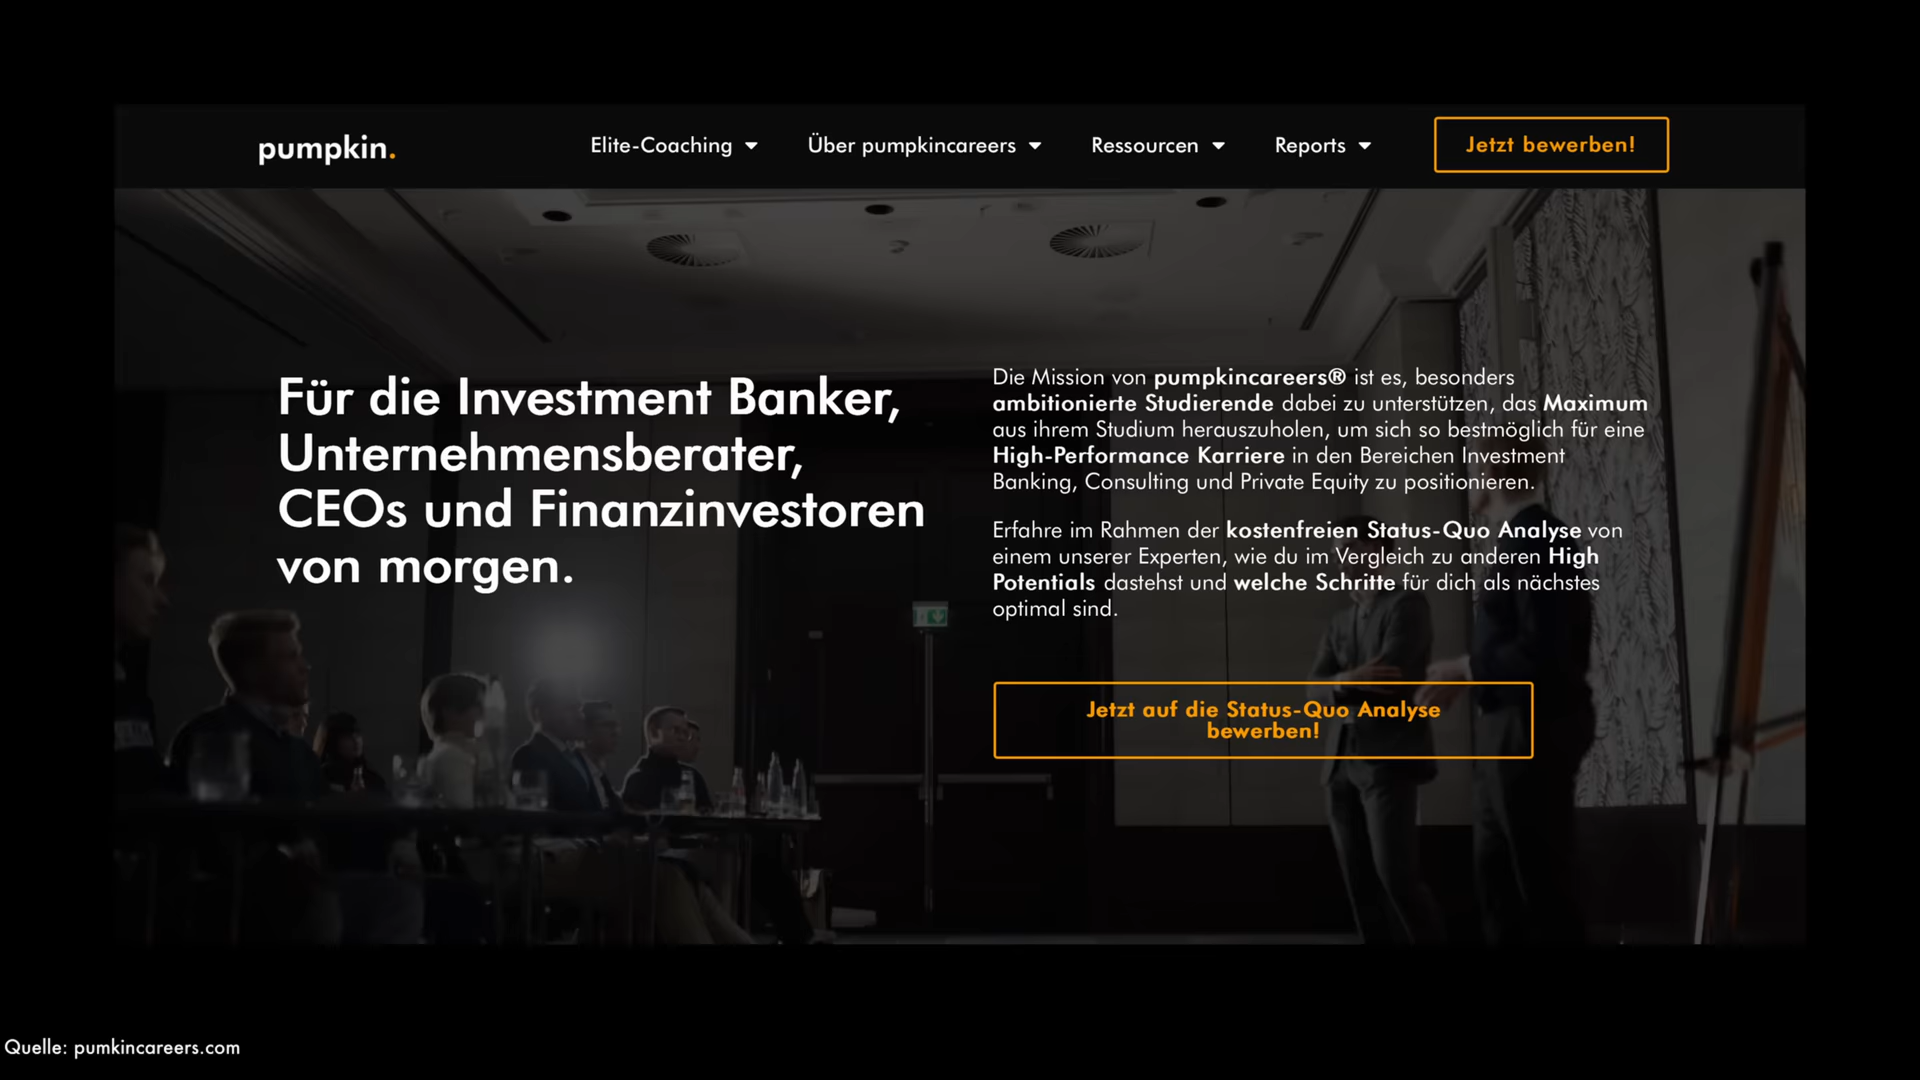 pumpkin.
Elite-Coaching
Über pumpkincareers
Ressourcen
Reports
Jetzt bewerben!
Für die Investment Banker,
Unternehmensberater,
CEOs und Finanzinvestoren
von morgen.
Die Mission von pumpkincareers® ist es, besonders
ambitionierte Studierende dabei zu unterstützen, das Maximum
aus ihrem Studium herauszuholen, um sich so bestmöglich für eine
High-Performance Karriere in den Bereichen Investment
Banking, Consulting und Private Equity zu positionieren.
Erfahre im Rahmen der kostenfreien Status-Quo Analyse von
einem unserer Experten, wie du im Vergleich zu anderen High
Potentials dastehst und welche Schritte für dich als nächstes
optimal sind.
Jetzt auf die Status-Quo Analyse
bewerben!
Quelle: pumkincareers.com